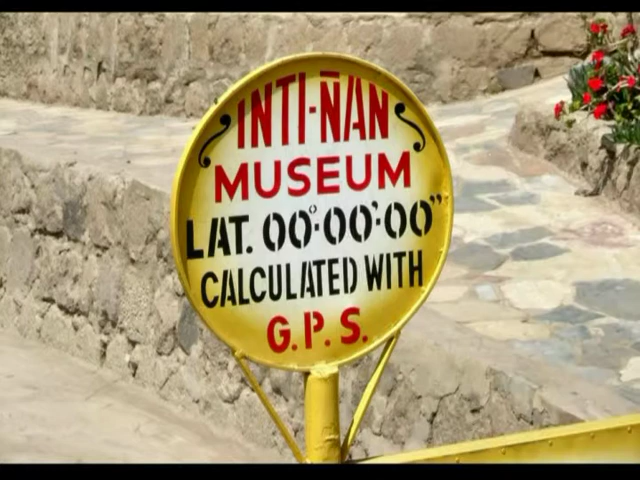 INTI-ÑAN
MUSEUM
LAT. 00°-00'-00"
CALCULATED WITH
G.P.S.